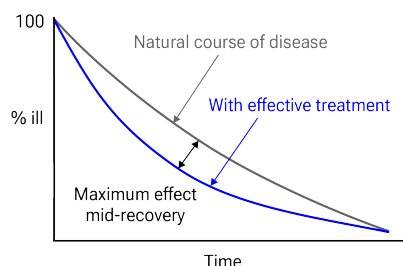 100
Natural course of disease
With effective treatment
% ill
Maximum effect
mid-recovery
Time